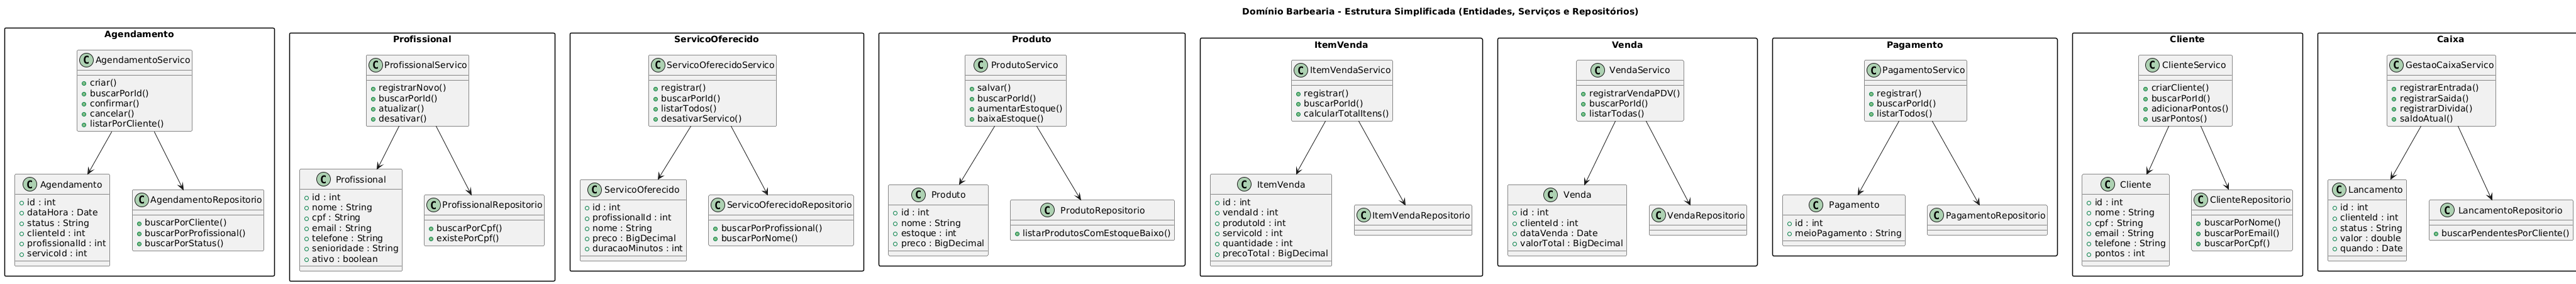 Domínio Barbearia - Estrutura Simplificada (Entidades, Serviços e Repositórios)
Agendamento
C AgendamentoServico
criar()
buscarPorId()
confirmar()
cancelar()
listarPorCliente()
C Agendamento
id : int
dataHora : Date
status : String
clienteId : int
profissionalId : int
servicoId : int
C AgendamentoRepositorio
buscarPorCliente()
buscarPorProfissional()
buscarPorStatus()
Profissional
C ProfissionalServico
registrarNovo()
buscarPorId()
atualizar()
desativar()
C Profissional
id : int
nome : String
cpf : String
email : String
telefone : String
senioridade : String
ativo : boolean
C ProfissionalRepositorio
buscarPorCpf()
existePorCpf()
ServicoOferecido
C ServicoOferecidoServico
registrar()
buscarPorId()
listarTodos()
desativarServico()
C ServicoOferecido
id : int
profissionalId : int
nome : String
preco : BigDecimal
duracaoMinutos : int
C ServicoOferecidoRepositorio
buscarPorProfissional()
buscarPorNome()
Produto
C ProdutoServico
salvar()
buscarPorId()
aumentarEstoque()
baixaEstoque()
C Produto
id : int
nome : String
estoque : int
preco : BigDecimal
C ProdutoRepositorio
listarProdutosComEstoqueBaixo()
ItemVenda
C ItemVendaServico
registrar()
buscarPorId()
calcularTotalItens()
C ItemVenda
id : int
vendaId : int
produtoId : int
servicoId : int
quantidade : int
precoTotal : BigDecimal
C ItemVendaRepositorio
Venda
C VendaServico
registrarVendaPDV()
buscarPorId()
listarTodas()
C Venda
id : int
clienteId : int
dataVenda : Date
valorTotal : BigDecimal
C VendaRepositorio
Pagamento
C PagamentoServico
registrar()
buscarPorId()
listarTodos()
C Pagamento
id : int
meioPagamento : String
C PagamentoRepositorio
Cliente
C ClienteServico
criarCliente()
buscarPorId()
adicionarPontos()
usarPontos()
C Cliente
id : int
nome : String
cpf : String
email : String
telefone : String
pontos : int
C ClienteRepositorio
buscarPorNome()
buscarPorEmail()
buscarPorCpf()
Caixa
C GestaoCaixaServico
registrarEntrada()
registrarSaida()
registrarDivida()
saldoAtual()
C Lancamento
id : int
clienteId : int
status : String
valor : double
quando : Date
C LancamentoRepositorio
buscarPendentesPorCliente()